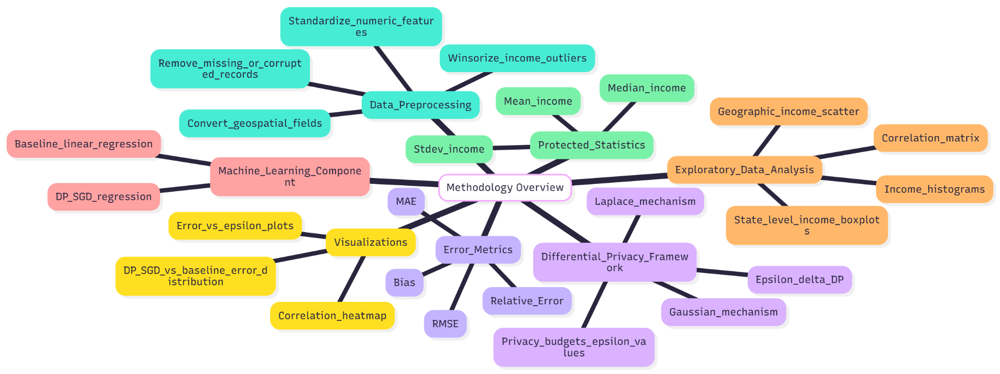 Standardize_numeric_featur
es
Winsorize_income_outliers
Remove_missing_or_corrupt
ed_records
Median_income
Mean_income
Data_Preprocessing
Geographic_income_scatter
Convert_geospatial_fields
Correlation_matrix
Baseline_linear_regression
Stdev_income
Protected_Statistics
Machine_Learning_Compone
nt
Exploratory_Data_Analysis
Methodology Overview
Income_histograms
DP_SGD_regression
MAE
Laplace_mechanism
Error_vs_epsilon_plots
State_level_income_boxplot
s
Visualizations
Error_Metrics
Differential_Privacy_Framew
ork
DP_SGD_vs_baseline_error_d
istribution
Bias
Epsilon_delta_DP
Relative_Error
Gaussian_mechanism
Correlation_heatmap
RMSE
Privacy_budgets_epsilon_va
lues